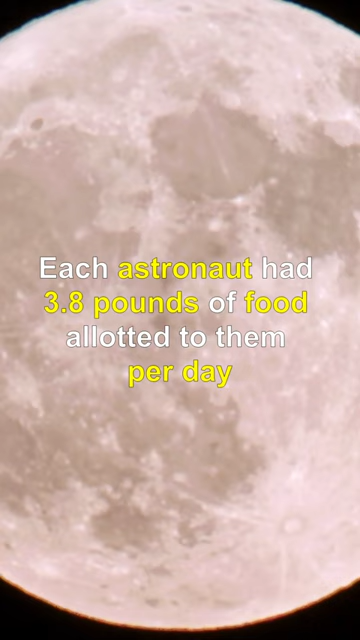 Each astronaut had
3.8 pounds of food
allotted to them
per day